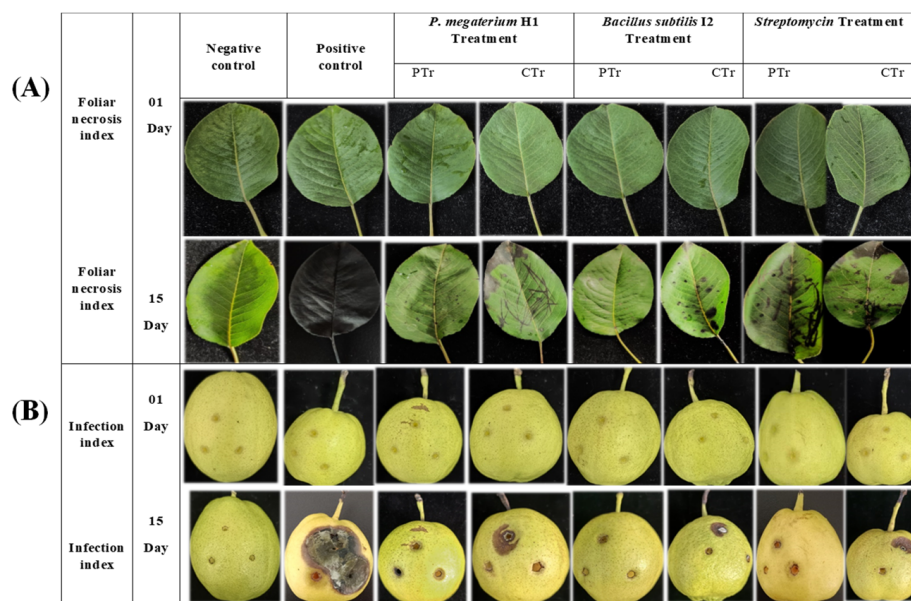 P. megaterium H1
Treatment
Bacillus subtilis I2
Treatment
Streptomycin Treatment
Negative
control
Positive
control
PTr
CTr
PTr
CTr
PTr
CTr
(A)
Foliar
necrosis
index
01
Day
Foliar
necrosis
index
15
Day
(B)
Infection
index
01
Day
Infection
index
15
Day